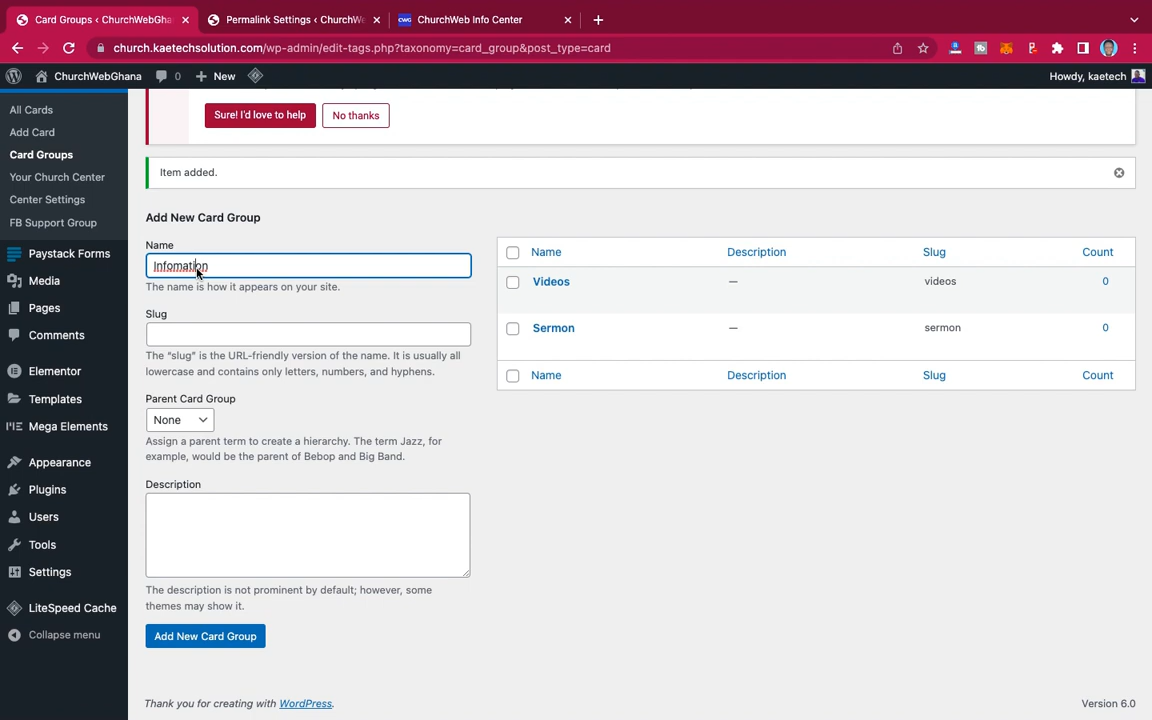 Card Groups ‹ ChurchWebGha
Permalink Settings ‹ ChurchWe
CWG ChurchWeb Info Center
church.kaetechsolution.com/wp-admin/edit-tags.php?taxonomy=card_group&post_type=card
ChurchWebGhana
0
New
Howdy, kaetech
All Cards
Add Card
Card Groups
Your Church Center
Center Settings
FB Support Group
Paystack Forms
Media
Pages
Comments
Elementor
Templates
Mega Elements
Appearance
Plugins
Users
Tools
Settings
LiteSpeed Cache
Collapse menu
Sure! I'd love to help
No thanks
Item added.
Add New Card Group
Name
Infomation
The name is how it appears on your site.
Slug
The “slug” is the URL-friendly version of the name. It is usually all
lowercase and contains only letters, numbers, and hyphens.
Parent Card Group
None
Assign a parent term to create a hierarchy. The term Jazz, for
example, would be the parent of Bebop and Big Band.
Description
The description is not prominent by default; however, some
themes may show it.
Add New Card Group
Name Description Slug Count
Videos — videos 0
Sermon — sermon 0
Name Description Slug Count
Thank you for creating with WordPress.
Version 6.0